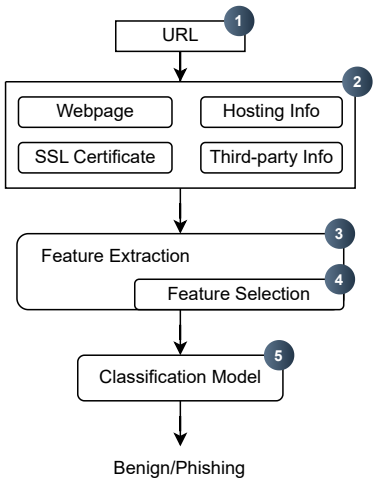 1
URL
2
Webpage
Hosting Info
SSL Certificate
Third-party Info
3
Feature Extraction
4
Feature Selection
5
Classification Model
Benign/Phishing